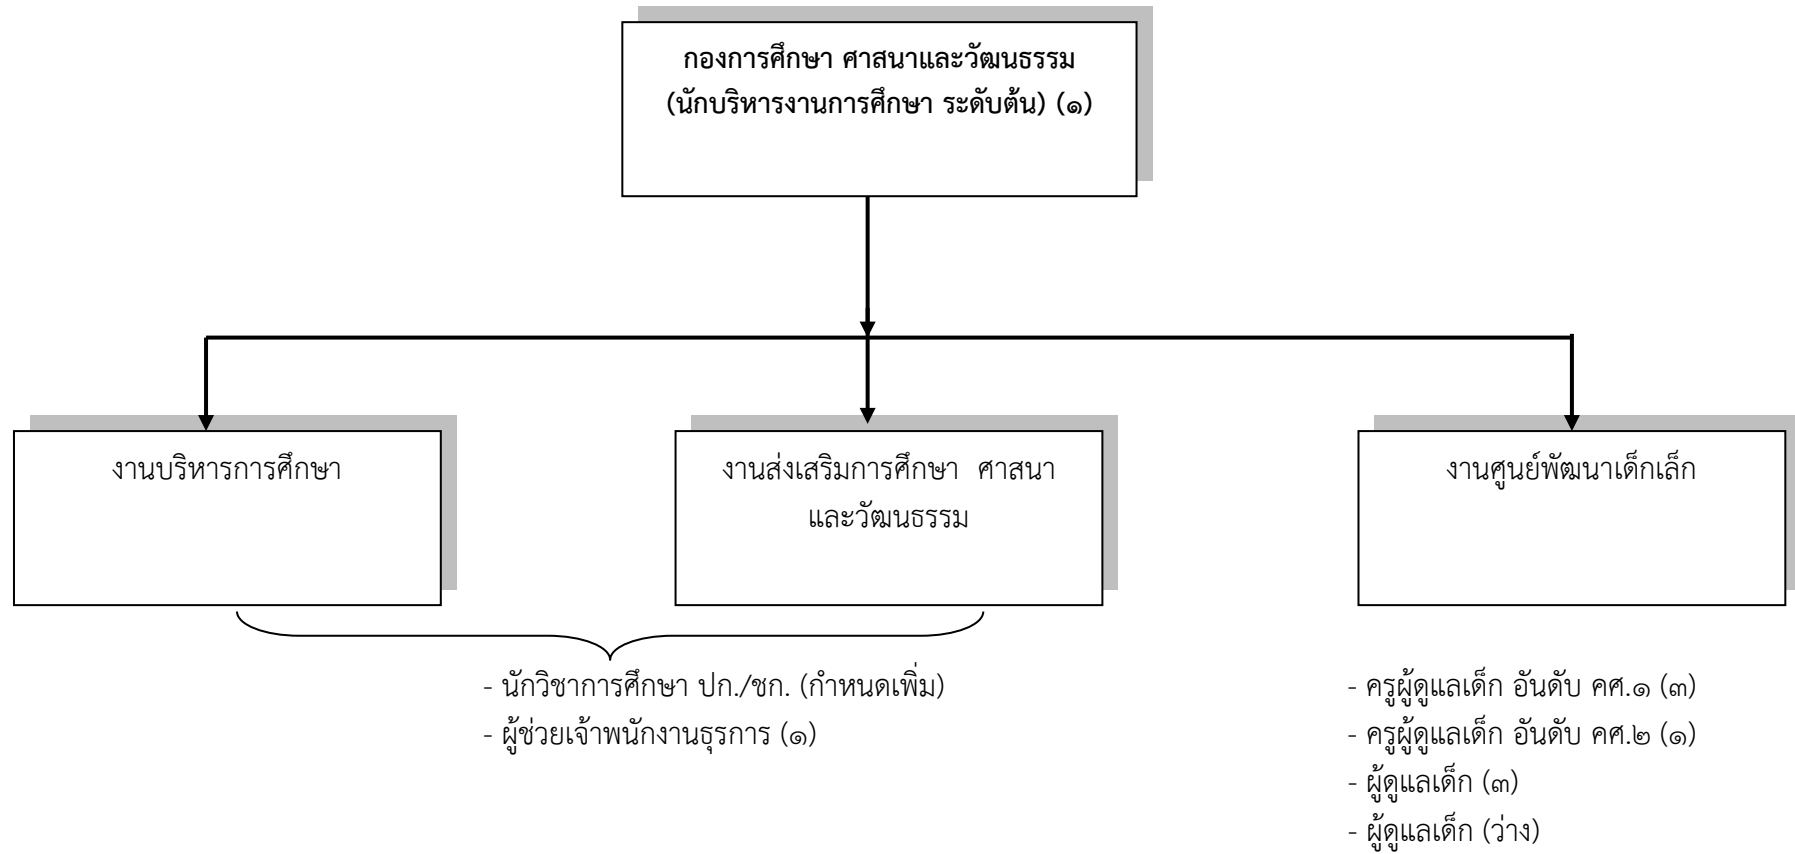 กองการศึกษา ศาสนาและวัฒนธรรม
(นักบริหารงานการศึกษา ระดับต้น) (๑)
งานบริหารการศึกษา
งานส่งเสริมการศึกษา ศาสนา
และวัฒนธรรม
งานศูนย์พัฒนาเด็กเล็ก
- นักวิชาการศึกษา ปก./ชก. (กำหนดเพิ่ม)
- ผู้ช่วยเจ้าพนักงานธุรการ (๑)
- ครูผู้ดูแลเด็ก อันดับ คศ.๑ (๓)
- ครูผู้ดูแลเด็ก อันดับ คศ.๒ (๑)
- ผู้ดูแลเด็ก (๓)
- ผู้ดูแลเด็ก (ว่าง)